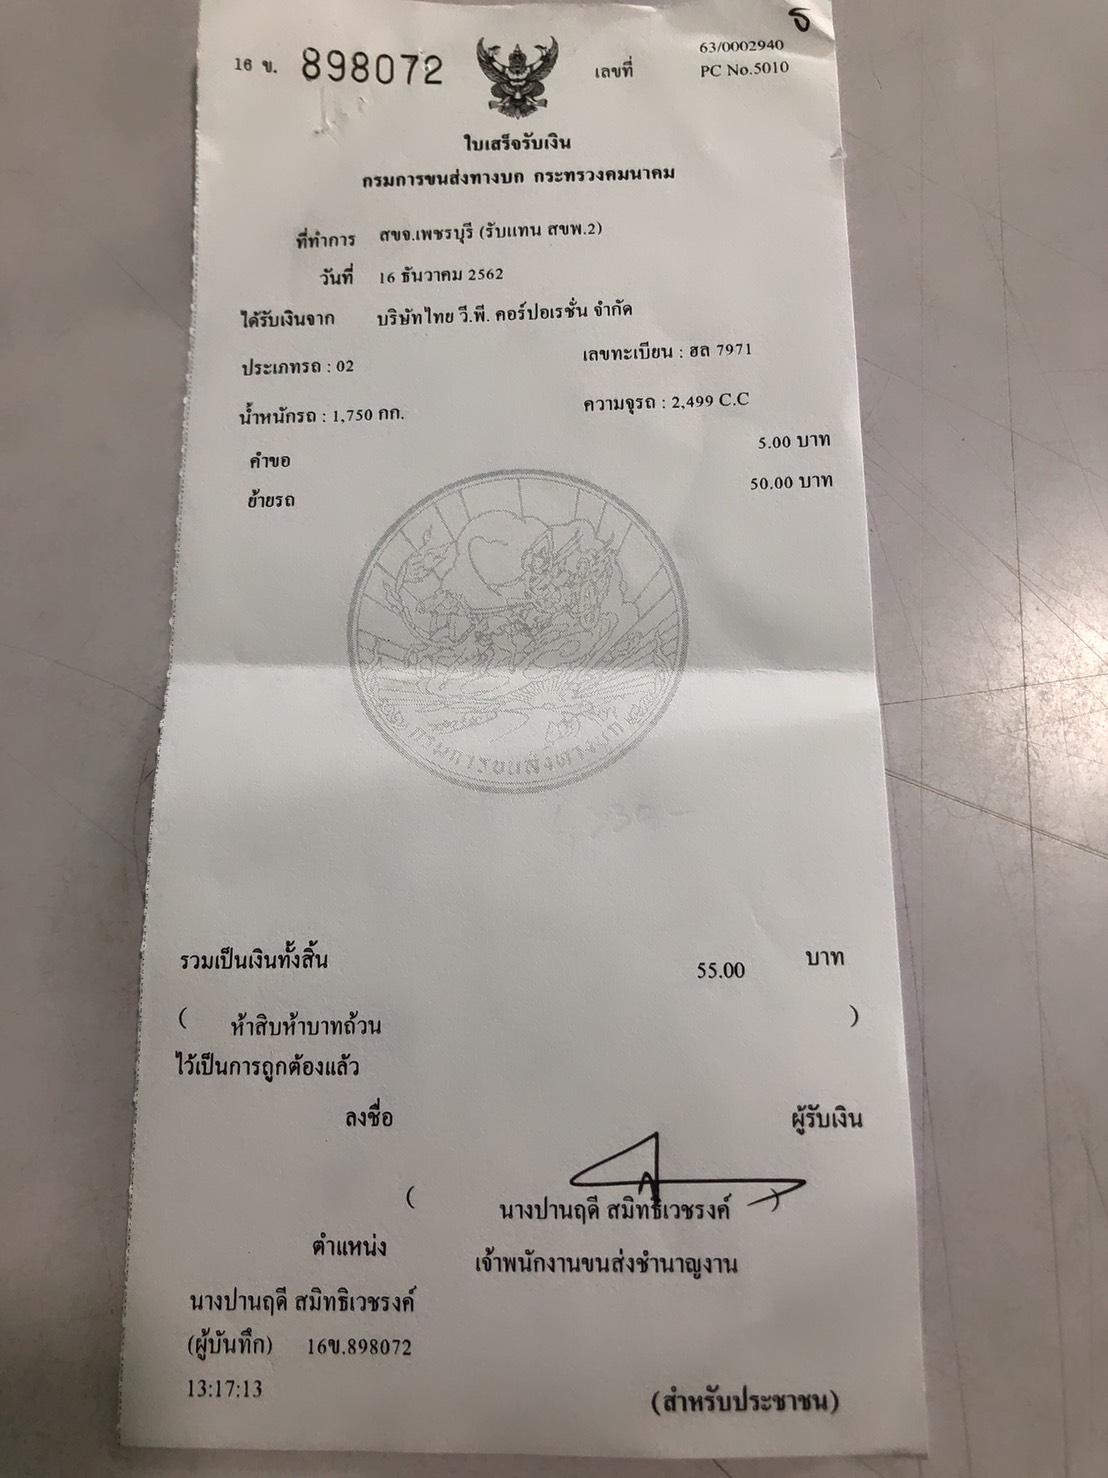 ธ
16 ข. 898072 เลขที่ 63/0002940
PC No.5010
ใบเสร็จรับเงิน
กรมการขนส่งทางบก กระทรวงคมนาคม
ที่ทำการ สขจ.เพชรบุรี (รับแทน สขพ.2)
วันที่ 16 ธันวาคม 2562
ได้รับเงินจาก บริษัทไทย วี.พี. คอร์ปอเรชั่น จำกัด
ประเภทรถ : 02 เลขทะเบียน : ฮล 7971
น้ำหนักรถ : 1,750 กก. ความจุรถ : 2,499 C.C
คำขอ 5.00 บาท
ย้ายรถ 50.00 บาท
กรมการขนส่งทางบก
รวมเป็นเงินทั้งสิ้น 55.00 บาท
( ห้าสิบห้าบาทถ้วน )
ไว้เป็นการถูกต้องแล้ว
ลงชื่อ ผู้รับเงิน
( นางปานฤดี สมิทธิเวชรงค์ )
ตำแหน่ง เจ้าพนักงานขนส่งชำนาญงาน
นางปานฤดี สมิทธิเวชรงค์
(ผู้บันทึก) 16ข.898072
13:17:13
(สำหรับประชาชน)